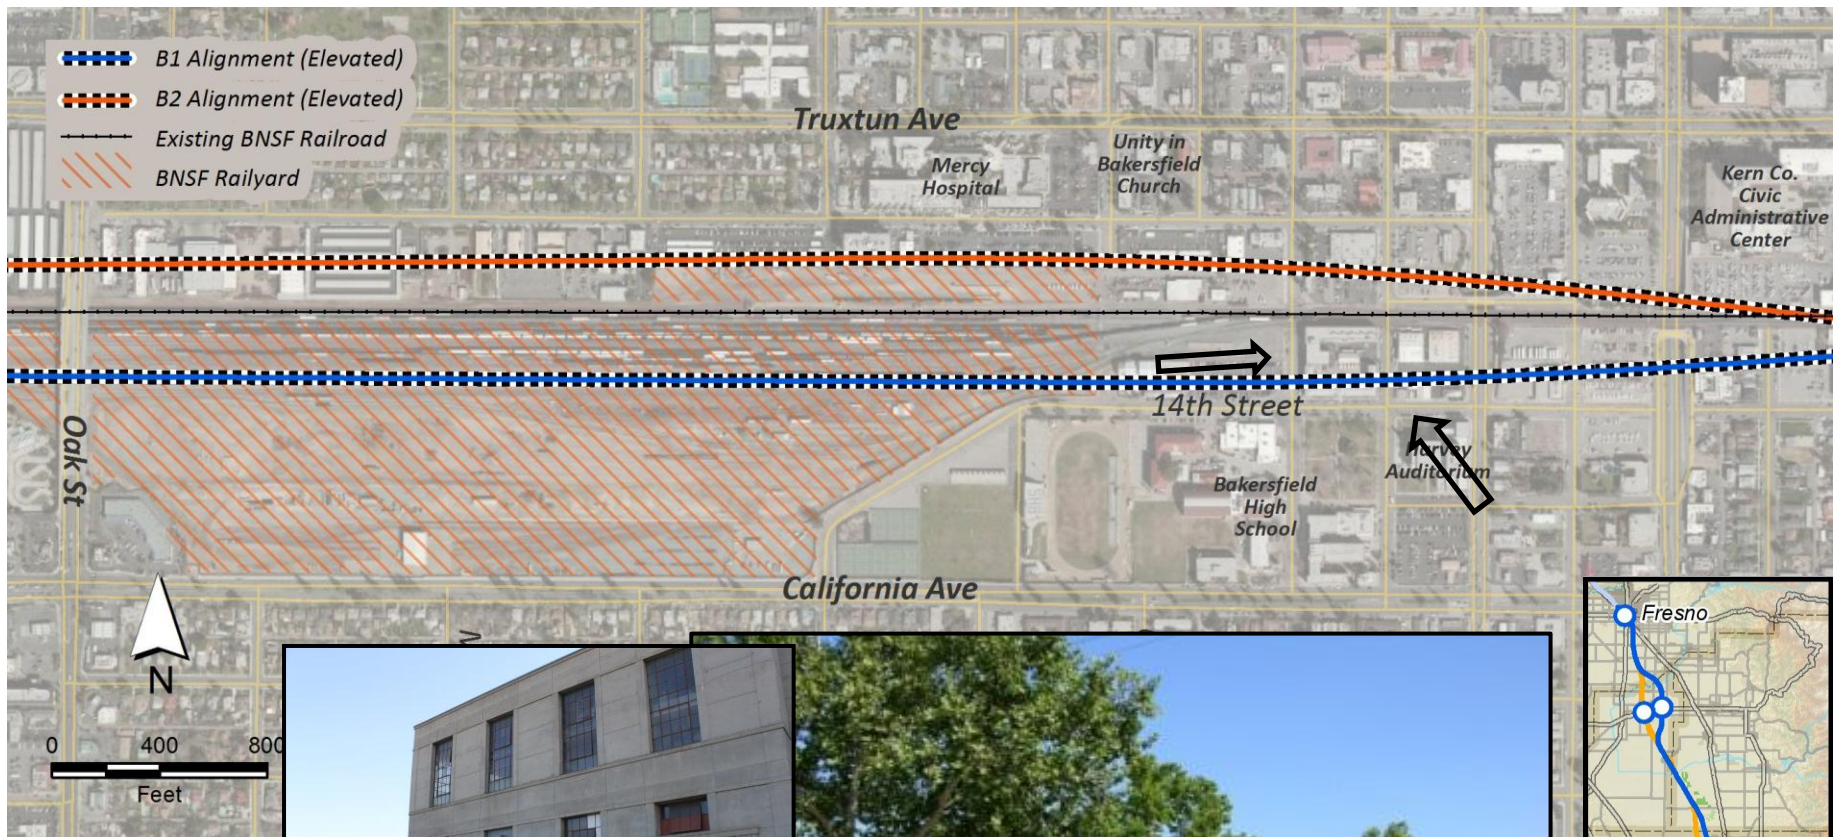 B1 Alignment (Elevated)
B2 Alignment (Elevated)
Existing BNSF Railroad
BNSF Railyard
Truxtun Ave
Mercy
Hospital
Unity in
Bakersfield
Church
Kern Co.
Civic
Administrative
Center
14th Street
Oak St
Harvey
Auditorium
Bakersfield
High
School
California Ave
N
0 400 800
Feet
Fresno